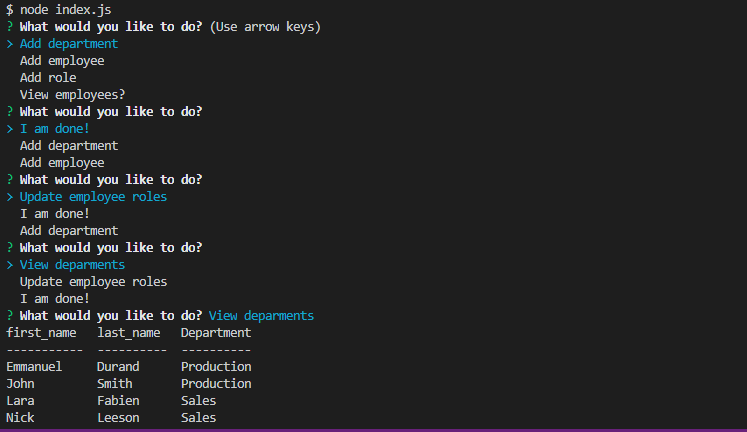 $ node index.js
? What would you like to do? (Use arrow keys)
> Add department
  Add employee
  Add role
  View employees?
? What would you like to do?
> I am done!
  Add department
  Add employee
? What would you like to do?
> Update employee roles
  I am done!
  Add department
? What would you like to do?
> View deparments
  Update employee roles
  I am done!
? What would you like to do? View deparments
first_name   last_name   Department
-----------  ----------  ----------
Emmanuel     Durand      Production
John         Smith       Production
Lara         Fabien      Sales
Nick         Leeson      Sales